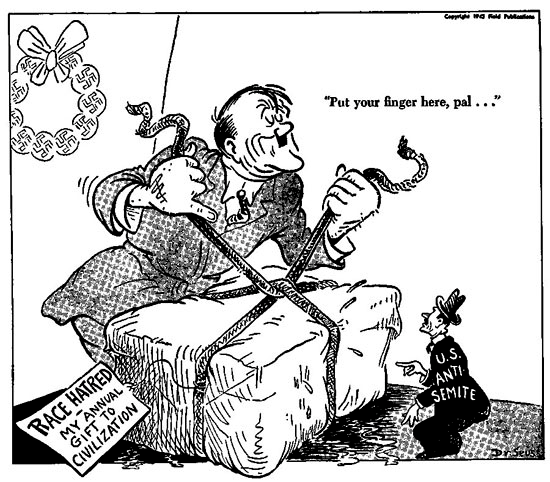 Copyright 1942 Field Publications
"Put your finger here, pal . . ."
RACE HATRED
—
MY ANNUAL
GIFT TO
CIVILIZATION
U.S.
ANTI-
SEMITE
DR. SEUSS